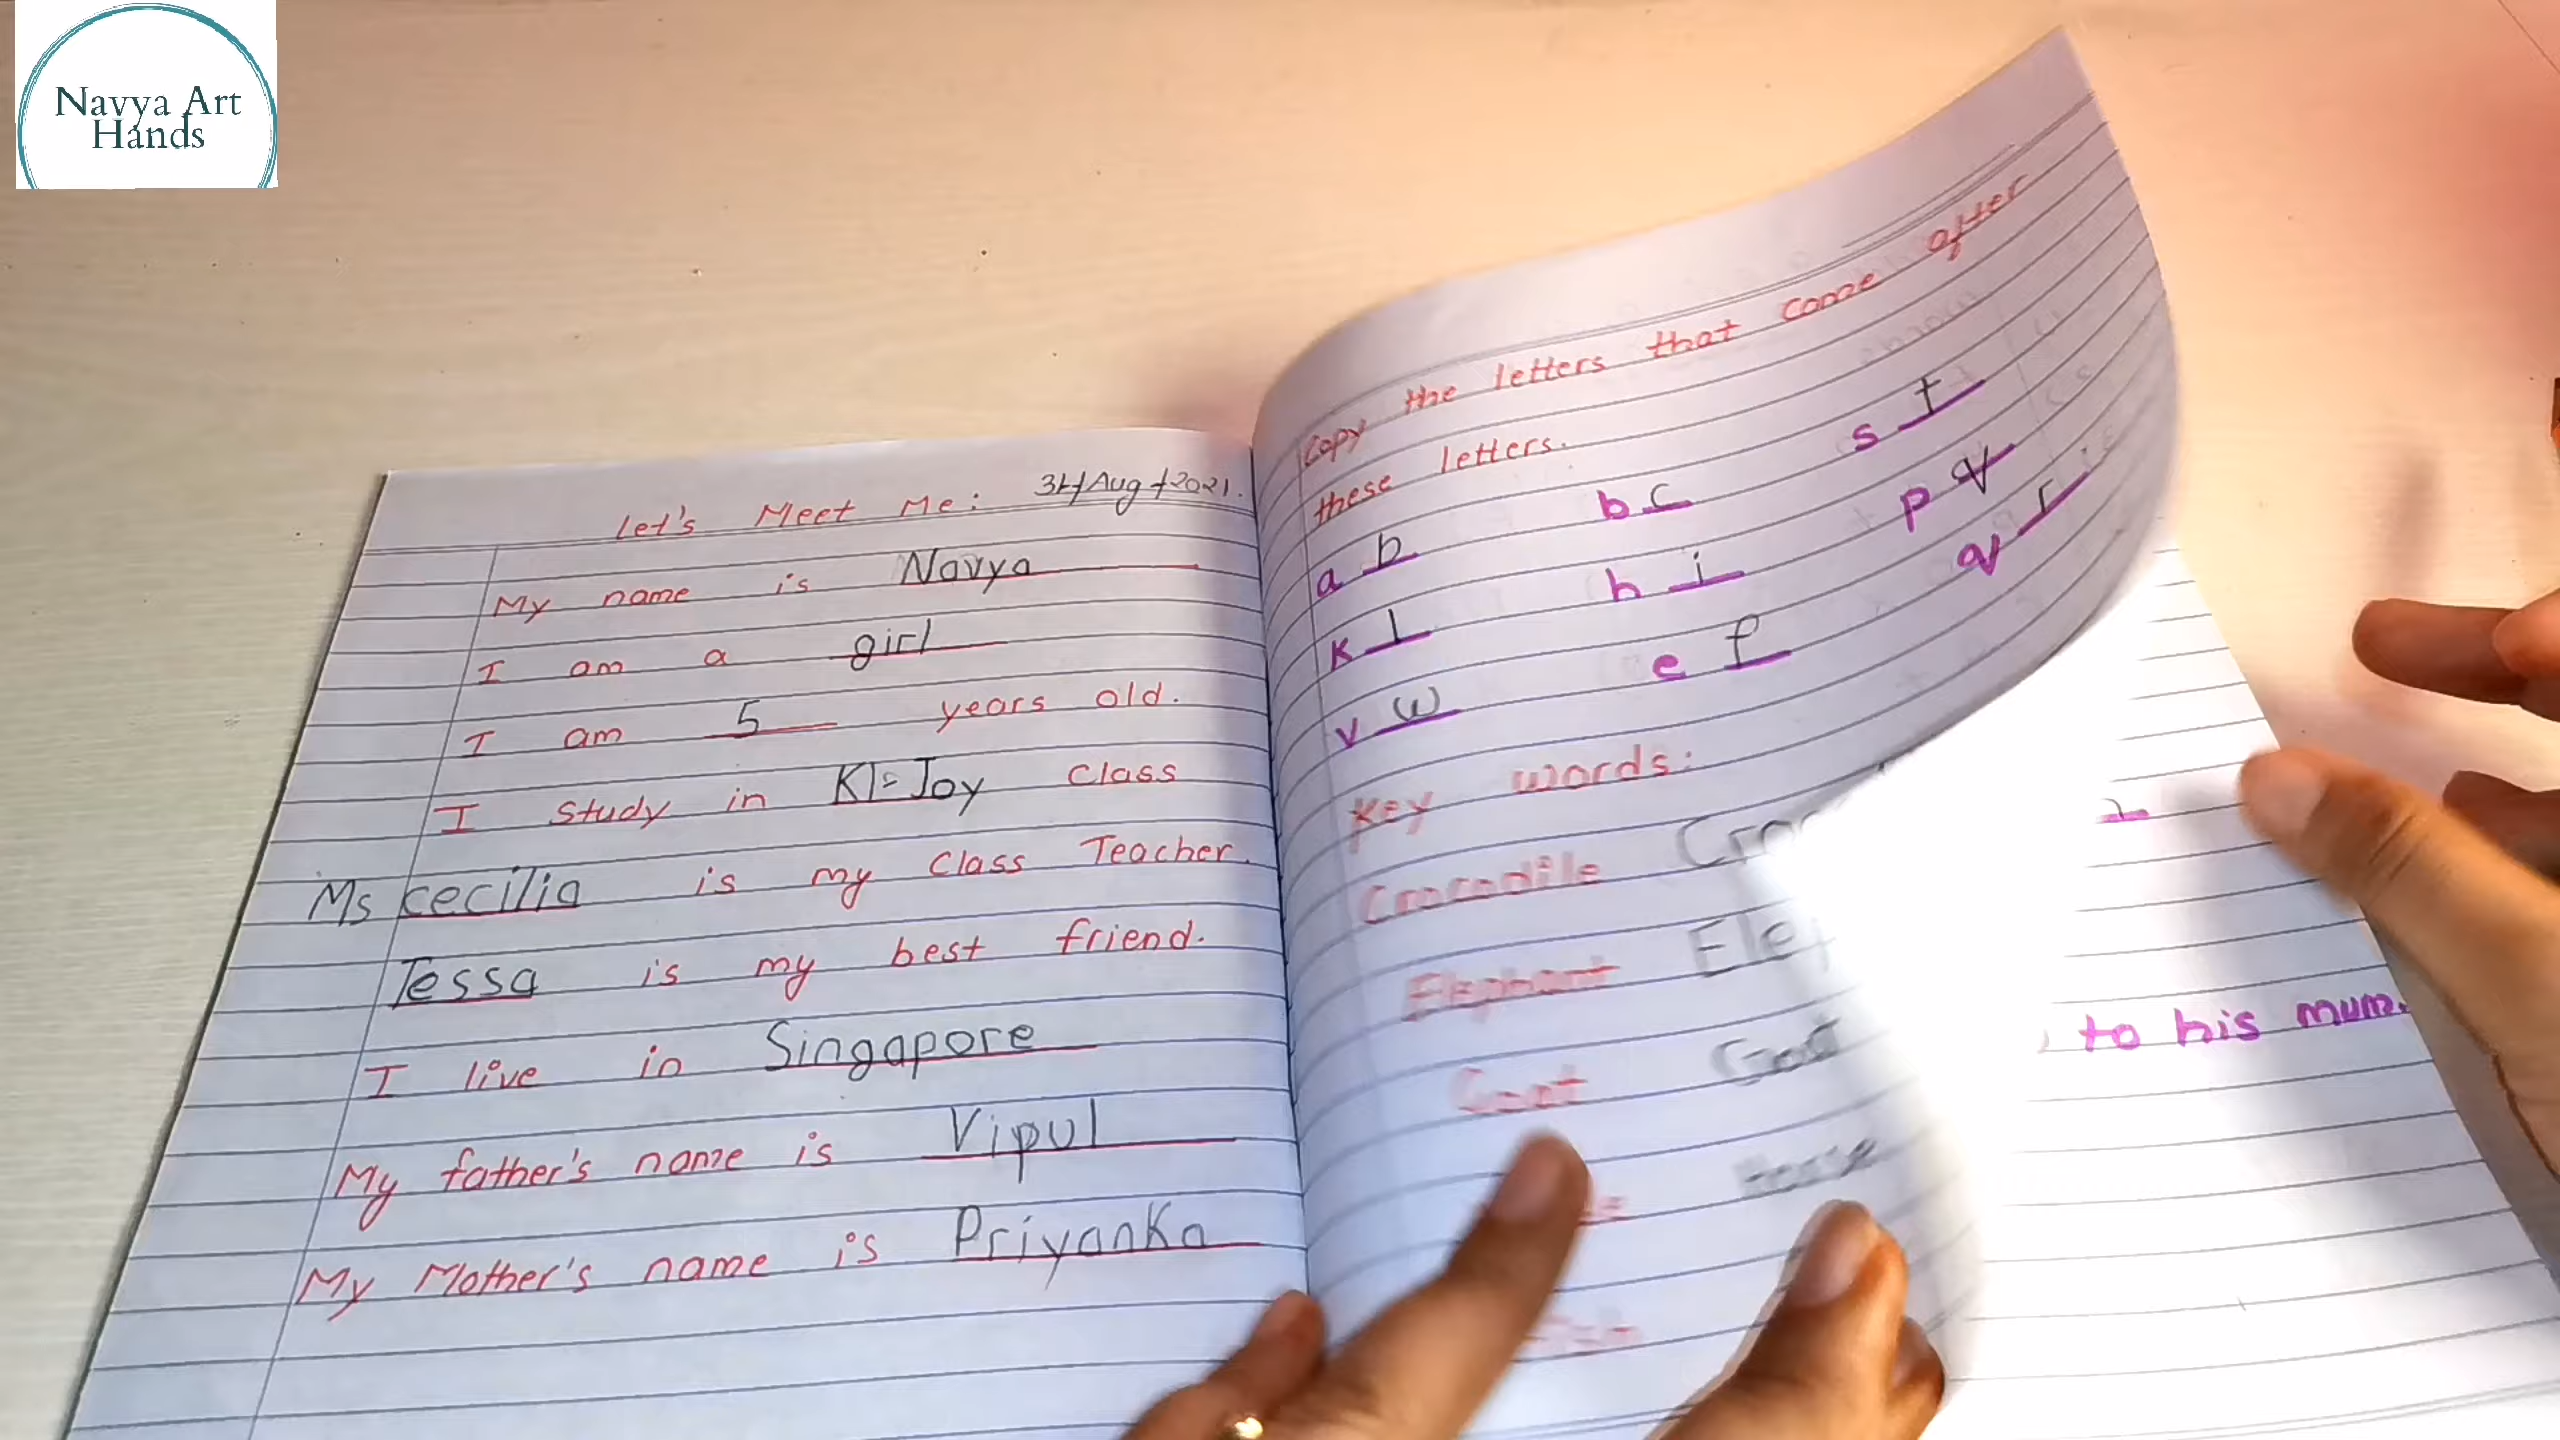 Navya Art
Hands
Let's Meet Me: 31/Aug/2021.
My name is Navya
I am a girl
I am 5 years old.
I study in K1=Joy class
Ms cecilia is my class Teacher.
Tessa is my best friend.
I live in Singapore
My father's name is Vipul
My Mother's name is Priyanka
Copy the letters that come after
these letters.
a b b c s t
k l h i p q
v w e f q r
Key words:
Crocodile
Elephant
Goat Goat
House
to his mum.